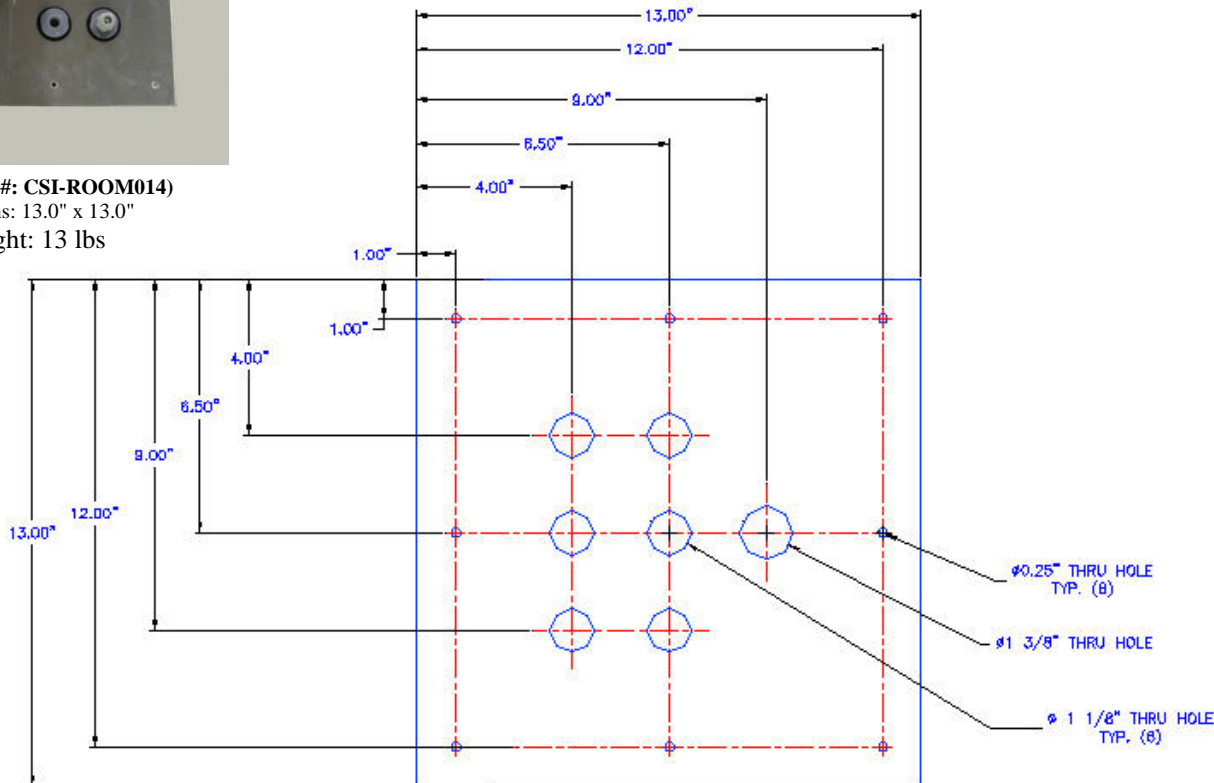 13.00"
12.00"
9.00"
6.50"
4.00"
1.00"
#: CSI-ROOM014)
ns: 13.0" x 13.0"
ght: 13 lbs
1.00"
4.00"
6.50"
9.00"
12.00"
13.00"
ø0.25" THRU HOLE
TYP. (8)
ø1 3/8" THRU HOLE
ø 1 1/8" THRU HOLE
TYP. (6)